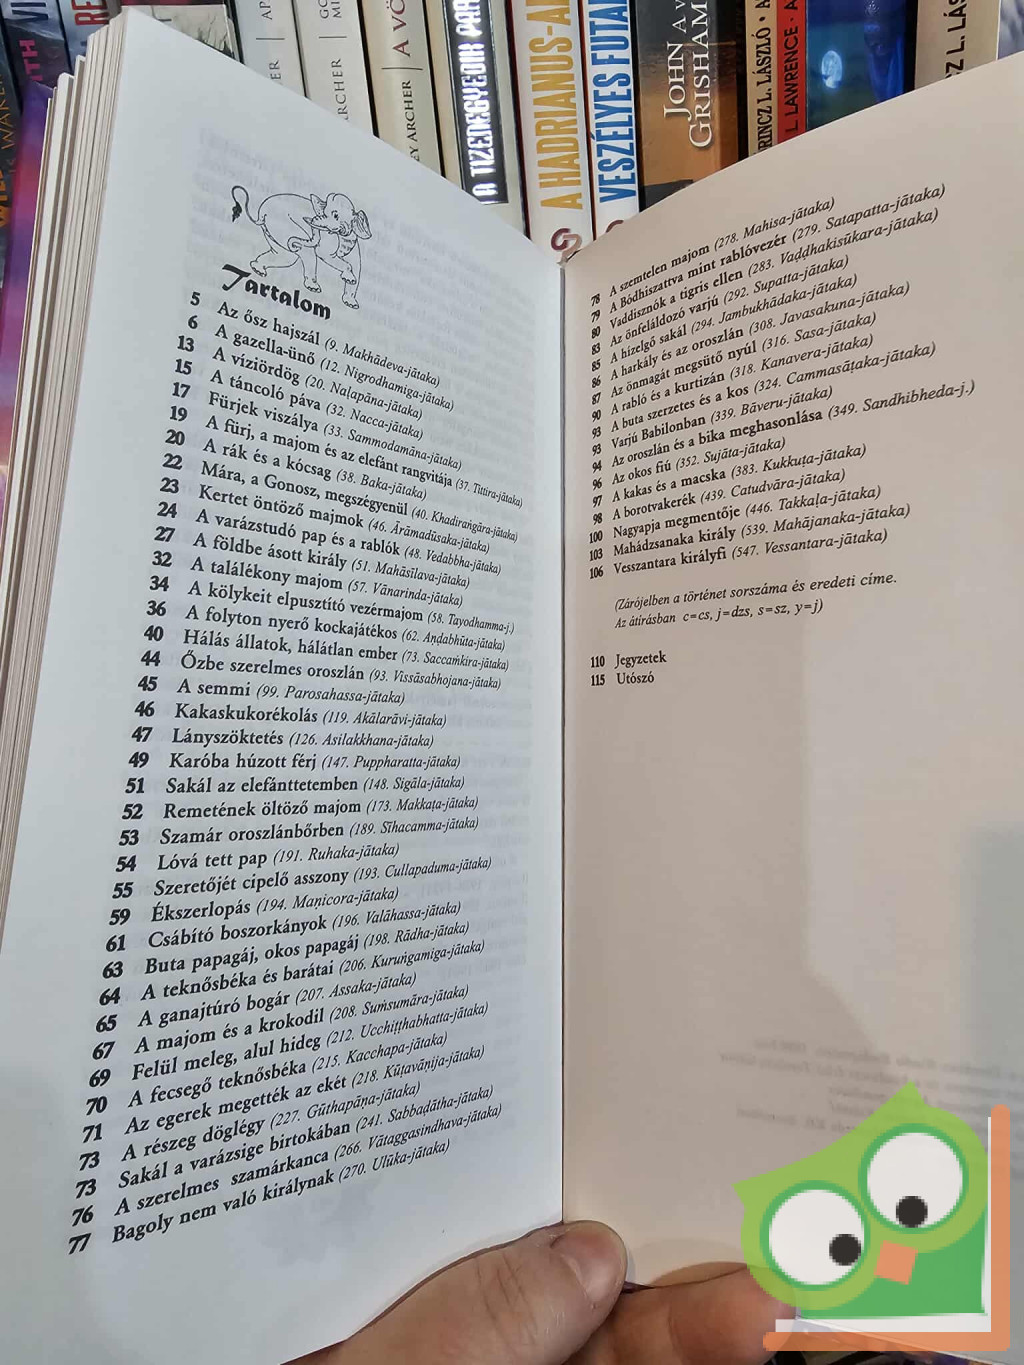 ARCHER
EY ARCHER
A TIZENEGYEDIK PAR
A HADRIANUS-
VESZÉLYES FUTA
JOHN
GRISHAM
LŐRINCZ L. LÁSZLÓ
L. LAWRENCE
Tartalom
5 Az ősz hajszál (9. Makhādeva-jātaka)
6 A gazella-ünő (12. Nigrodhamiga-jātaka)
13 A víziördög (20. Naḷapāna-jātaka)
15 A táncoló páva (32. Nacca-jātaka)
17 Fürjek viszálya (33. Sammodamāna-jātaka)
19 A fürj, a majom és az elefánt rangvitája (37. Tittira-jātaka)
20 A rák és a kócsag (38. Baka-jātaka)
22 Mára, a Gonosz, megszégyenül (40. Khadiraṅgāra-jātaka)
23 Kertet öntöző majmok (46. Ārāmadūsaka-jātaka)
24 A varázstudó pap és a rablók (48. Vedabbha-jātaka)
27 A földbe ásott király (51. Mahāsīlava-jātaka)
32 A találékony majom (57. Vānarinda-jātaka)
34 A kölykeit elpusztító vezérmajom (58. Tayodhamma-j.)
36 A folyton nyerő kockajátékos (62. Aṇḍabhūta-jātaka)
40 Hálás állatok, hálátlan ember (73. Saccaṁkira-jātaka)
44 Őzbe szerelmes oroszlán (93. Vissāsabhojana-jātaka)
45 A semmi (99. Parosahassa-jātaka)
46 Kakaskukorékolás (119. Akālarāvi-jātaka)
47 Lányszöktetés (126. Asilakkhana-jātaka)
49 Karóba húzott férj (147. Puppharatta-jātaka)
51 Sakál az elefánttetemben (148. Sigāla-jātaka)
52 Remetének öltöző majom (173. Makkaṭa-jātaka)
53 Szamár oroszlánbőrben (189. Sīhacamma-jātaka)
54 Lóvá tett pap (191. Ruhaka-jātaka)
55 Szeretőjét cipelő asszony (193. Cullapaduma-jātaka)
59 Ékszerlopás (194. Maṇicora-jātaka)
61 Csábító boszorkányok (196. Valāhassa-jātaka)
63 Buta papagáj, okos papagáj (198. Rādha-jātaka)
64 A teknősbéka és barátai (206. Kuruṅgamiga-jātaka)
65 A ganajtúró bogár (207. Assaka-jātaka)
67 A majom és a krokodil (208. Suṁsumāra-jātaka)
69 Felül meleg, alul hideg (212. Ucchiṭṭhabhatta-jātaka)
70 A fecsegő teknősbéka (215. Kacchapa-jātaka)
71 Az egerek megették az ekét (218. Kūṭavāṇija-jātaka)
73 A részeg döglégy (227. Gūthapāṇa-jātaka)
73 Sakál a varázsige birtokában (241. Sabbaḍātha-jātaka)
76 A szerelmes szamárkanca (266. Vātaggasindhava-jātaka)
77 Bagoly nem való királynak (270. Ulūka-jātaka)
78 A szemtelen majom (278. Mahisa-jātaka)
79 A Bódhiszattva mint rablóvezér (279. Satapatta-jātaka)
80 Vaddisznók a tigris ellen (283. Vaḍḍhakisūkara-jātaka)
83 Az önfeláldozó varjú (292. Supatta-jātaka)
85 A hízelgő sakál (294. Jambukhādaka-jātaka)
86 A harkály és az oroszlán (308. Javasakuna-jātaka)
87 Az önmagát megsütő nyúl (316. Sasa-jātaka)
90 A rabló és a kurtizán (318. Kanavera-jātaka)
93 A buta szerzetes és a kos (324. Cammasāṭaka-jātaka)
93 Varjú Babilonban (339. Bāveru-jātaka)
94 Az oroszlán és a bika meghasonlása (349. Sandhibheda-j.)
96 Az okos fiú (352. Sujāta-jātaka)
97 A kakas és a macska (383. Kukkuṭa-jātaka)
98 A borotvakerék (439. Catudvāra-jātaka)
100 Nagyapja megmentője (446. Takkaḷa-jātaka)
103 Mahádzsanaka király (539. Mahājanaka-jātaka)
106 Vesszantara királyfi (547. Vessantara-jātaka)
(Zárójelben a történet sorszáma és eredeti címe.
Az átírásban c=cs, j=dzs, s=sz, y=j)
110 Jegyzetek
115 Utószó